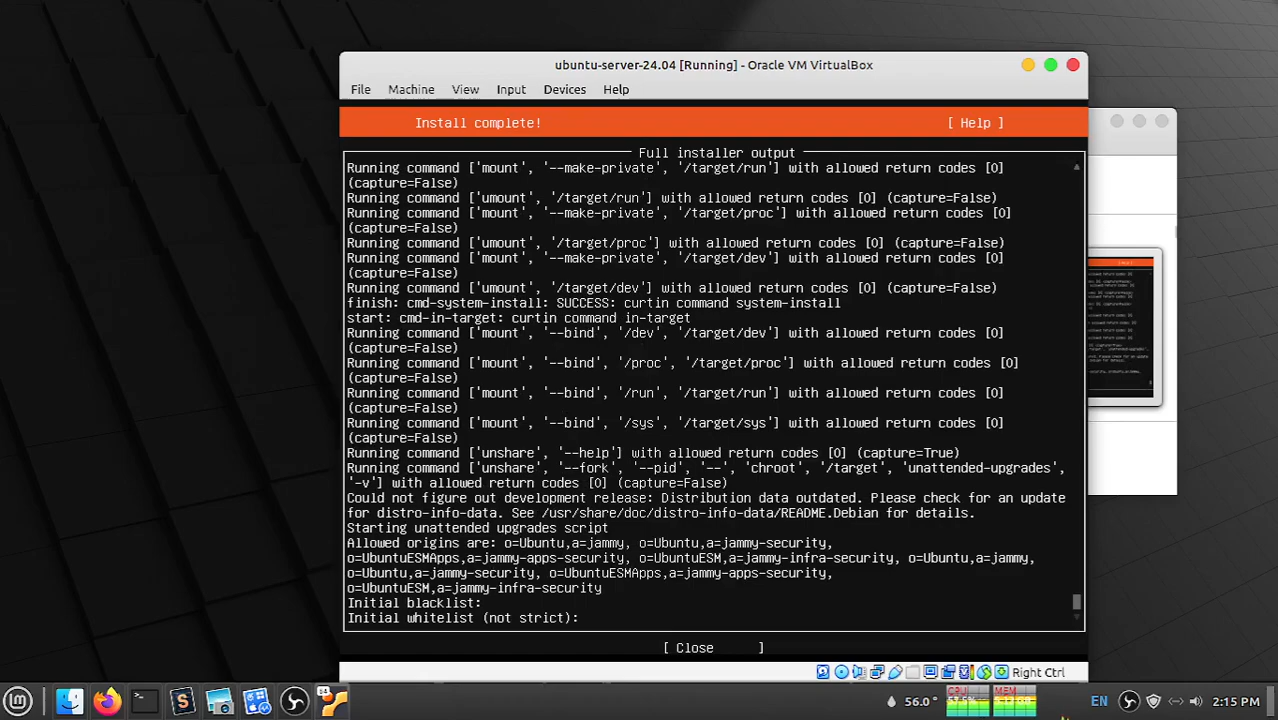 ubuntu-server-24.04 [Running] - Oracle VM VirtualBox
File Machine View Input Devices Help
Install complete! [ Help ]
Full installer output
Running command ['mount', '--make-private', '/target/run'] with allowed return codes [0]
(capture=False)
Running command ['umount', '/target/run'] with allowed return codes [0] (capture=False)
Running command ['mount', '--make-private', '/target/proc'] with allowed return codes [0]
(capture=False)
Running command ['umount', '/target/proc'] with allowed return codes [0] (capture=False)
Running command ['mount', '--make-private', '/target/dev'] with allowed return codes [0]
(capture=False)
Running command ['umount', '/target/dev'] with allowed return codes [0] (capture=False)
finish: cmd-system-install: SUCCESS: curtin command system-install
start: cmd-in-target: curtin command in-target
Running command ['mount', '--bind', '/dev', '/target/dev'] with allowed return codes [0]
(capture=False)
Running command ['mount', '--bind', '/proc', '/target/proc'] with allowed return codes [0]
(capture=False)
Running command ['mount', '--bind', '/run', '/target/run'] with allowed return codes [0]
(capture=False)
Running command ['mount', '--bind', '/sys', '/target/sys'] with allowed return codes [0]
(capture=False)
Running command ['unshare', '--help'] with allowed return codes [0] (capture=True)
Running command ['unshare', '--fork', '--pid', '--', 'chroot', '/target', 'unattended-upgrades',
'-v'] with allowed return codes [0] (capture=False)
Could not figure out development release: Distribution data outdated. Please check for an update
for distro-info-data. See /usr/share/doc/distro-info-data/README.Debian for details.
Starting unattended upgrades script
Allowed origins are: o=Ubuntu,a=jammy, o=Ubuntu,a=jammy-security,
o=UbuntuESMApps,a=jammy-apps-security, o=UbuntuESM,a=jammy-infra-security, o=Ubuntu,a=jammy,
o=Ubuntu,a=jammy-security, o=UbuntuESMApps,a=jammy-apps-security,
o=UbuntuESM,a=jammy-infra-security
Initial blacklist:
Initial whitelist (not strict):
[ Close ]
Right Ctrl
56.0 ° CPU MEM EN 2:15 PM